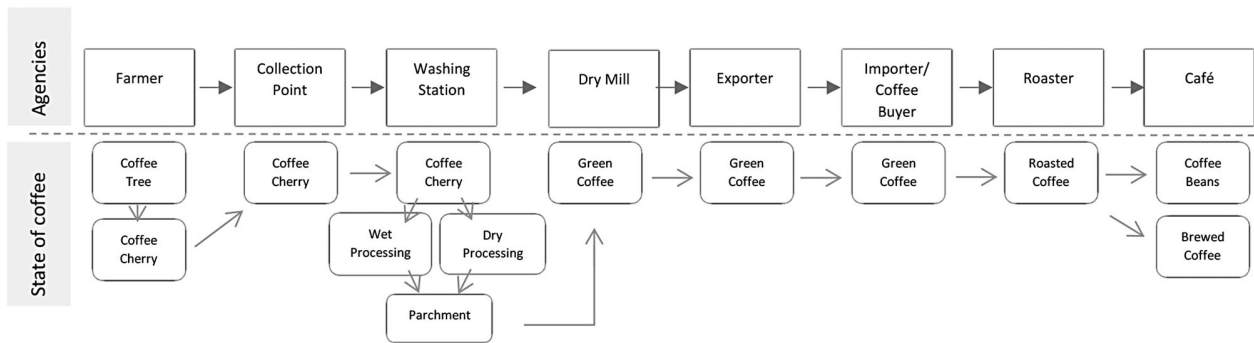 Agencies
Farmer
Collection
Point
Washing
Station
Dry Mill
Exporter
Importer/
Coffee
Buyer
Roaster
Café
State of coffee
Coffee
Tree
Coffee
Cherry
Coffee
Cherry
Coffee
Cherry
Wet
Processing
Dry
Processing
Parchment
Green
Coffee
Green
Coffee
Green
Coffee
Roasted
Coffee
Coffee
Beans
Brewed
Coffee